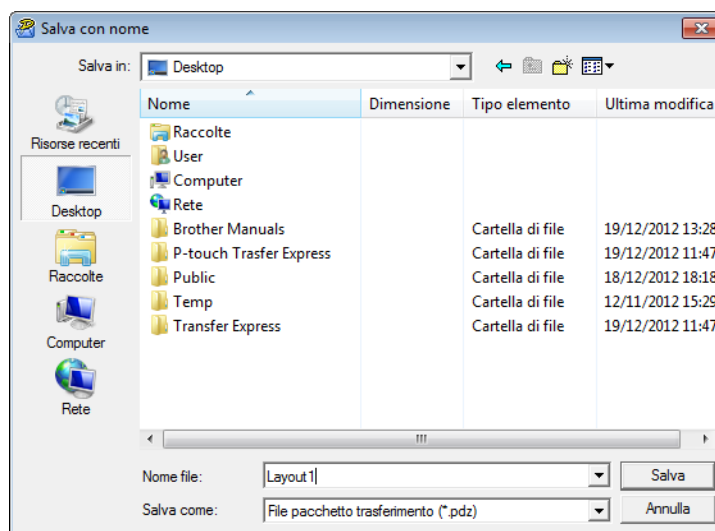 Salva con nome
Salva in: Desktop
Nome Dimensione Tipo elemento Ultima modifica
Risorse recenti
Desktop
Raccolte
Computer
Rete
Raccolte
User
Computer
Rete
Brother Manuals Cartella di file 19/12/2012 13:28
P-touch Trasfer Express Cartella di file 19/12/2012 11:47
Public Cartella di file 18/12/2012 18:18
Temp Cartella di file 12/11/2012 15:29
Transfer Express Cartella di file 19/12/2012 11:47
Nome file: Layout1 Salva
Salva come: File pacchetto trasferimento (*.pdz) Annulla